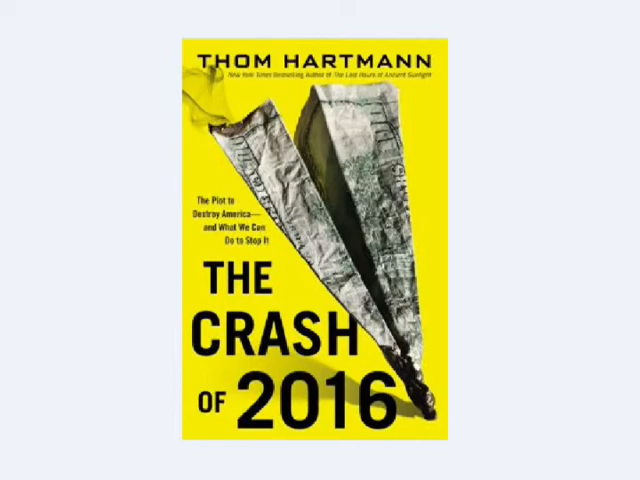 THOM HARTMANN
New York Times Bestselling Author of The Last Hours of Ancient Sunlight
The Plot to
Destroy America—
and What We Can
Do to Stop It
THE
CRASH
OF 2016